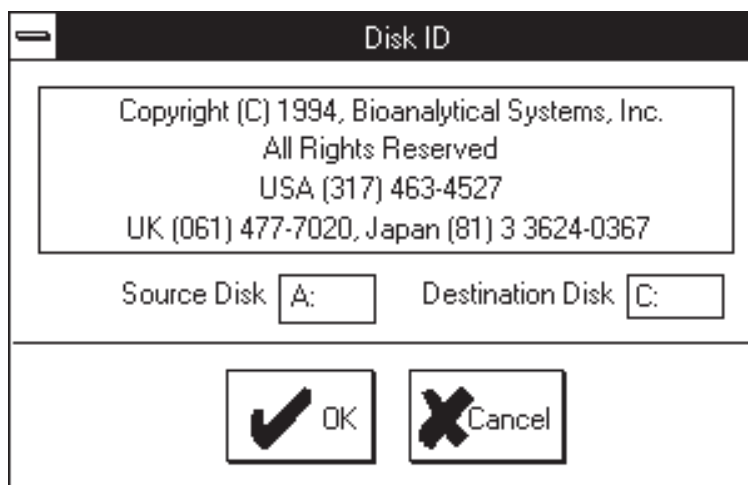 Disk ID
Copyright (C) 1994, Bioanalytical Systems, Inc.
All Rights Reserved
USA (317) 463-4527
UK (061) 477-7020, Japan (81) 3 3624-0367
Source Disk A: Destination Disk C:
OK Cancel